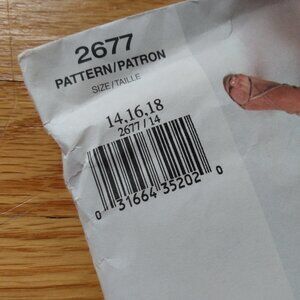 2677
PATTERN/PATRON
SIZE/TAILLE
14,16,18
2677/14
0 31664 35202 0